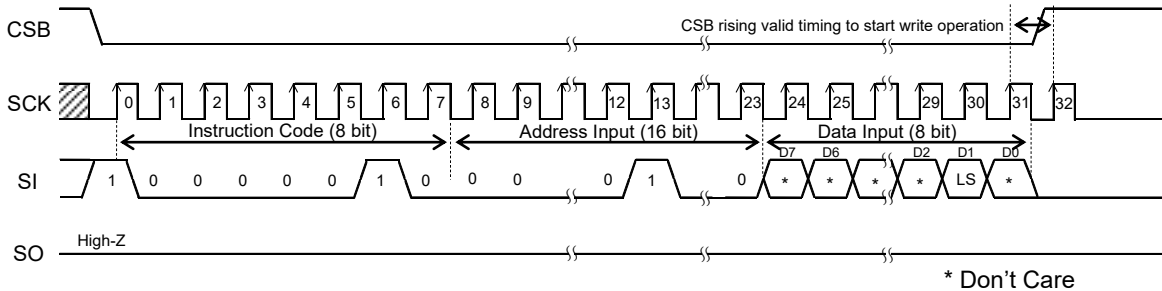 CSB
CSB rising valid timing to start write operation
SCK
0 1 2 3 4 5 6 7 8 9 12 13 23 24 25 29 30 31 32
Instruction Code (8 bit) Address Input (16 bit) Data Input (8 bit)
D7 D6 D2 D1 D0
SI 1 0 0 0 0 0 1 0 0 0 0 1 0 * * * * LS *
High-Z
SO
* Don't Care